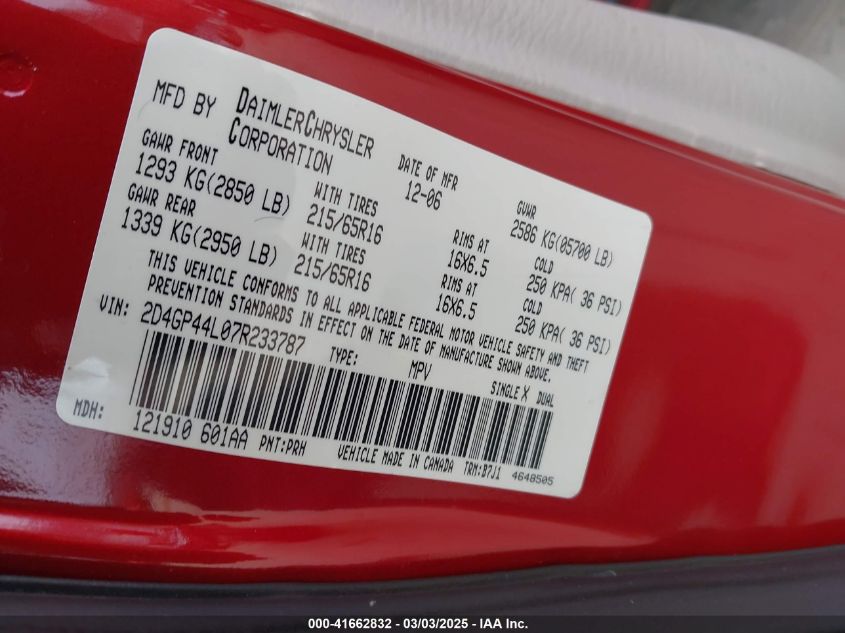 MFD BY DAIMLERCHRYSLER CORPORATION
DATE OF MFR 12-06
GVWR 2586 KG(05700 LB)
GAWR FRONT 1293 KG(2850 LB)
WITH TIRES 215/65R16
RIMS AT 16X6.5
COLD 250 KPA( 36 PSI)
GAWR REAR 1339 KG(2950 LB)
WITH TIRES 215/65R16
RIMS AT 16X6.5
COLD 250 KPA( 36 PSI)
THIS VEHICLE CONFORMS TO ALL APPLICABLE FEDERAL MOTOR VEHICLE SAFETY AND THEFT
PREVENTION STANDARDS IN EFFECT ON THE DATE OF MANUFACTURE SHOWN ABOVE.
VIN: 2D4GP44L07R233787 TYPE: MPV SINGLE X DUAL
MDH: 121910 601AA PNT:PRH VEHICLE MADE IN CANADA TRM:B7J1 4648505
000-41662832 - 03/03/2025 - IAA Inc.